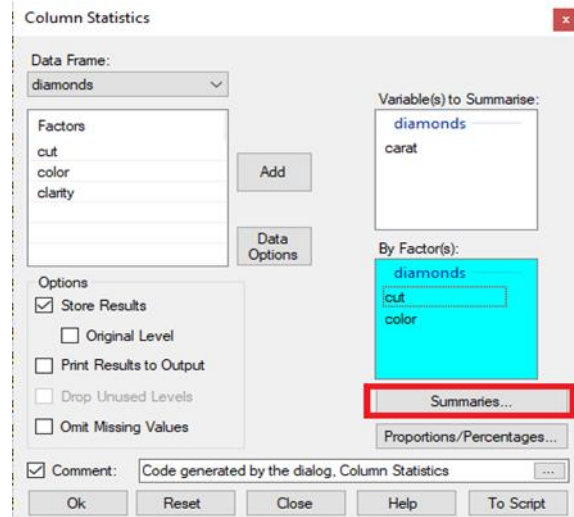 Column Statistics
x
Data Frame:
diamonds
Factors
cut
color
clarity
Add
Data
Options
Variable(s) to Summarise:
diamonds
carat
By Factor(s):
diamonds
cut
color
Options
Store Results
Original Level
Print Results to Output
Drop Unused Levels
Omit Missing Values
Summaries...
Proportions/Percentages...
Comment:
Code generated by the dialog, Column Statistics
...
Ok
Reset
Close
Help
To Script